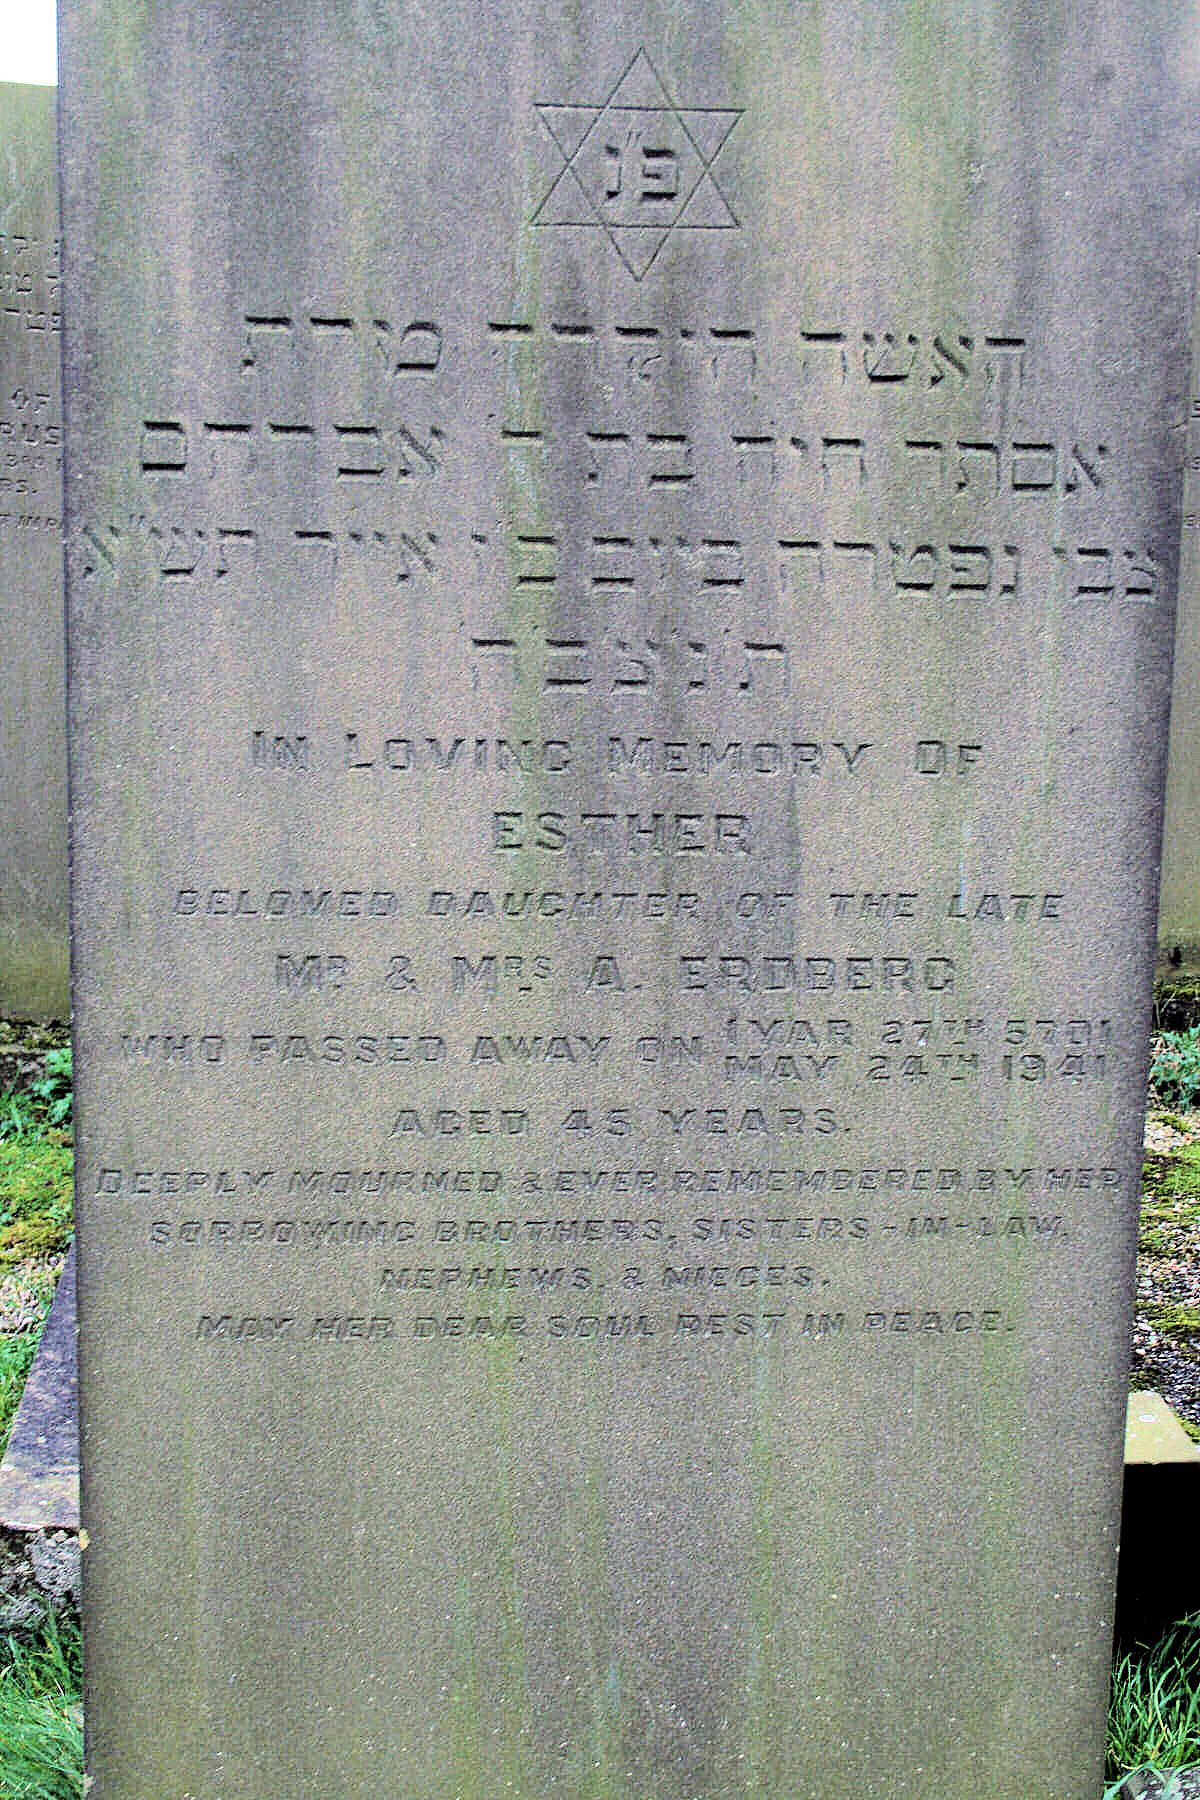 פ"נ
האשה היקרה מרת
אסתר חיה בת ר אברהם
צבי נפטרה ביום כ'ז אייר תש"א
ת'נ'צ'ב'ה
IN LOVING MEMORY OF
ESTHER
BELOVED DAUGHTER OF THE LATE
MR & MRS A. ERDBERG
WHO PASSED AWAY ON IYAR 27TH 5701
MAY 24TH 1941
AGED 45 YEARS.
DEEPLY MOURNED & EVER REMEMBERED BY HER
SORROWING BROTHERS, SISTERS-IN-LAW,
NEPHEWS, & NIECES.
MAY HER DEAR SOUL REST IN PEACE.